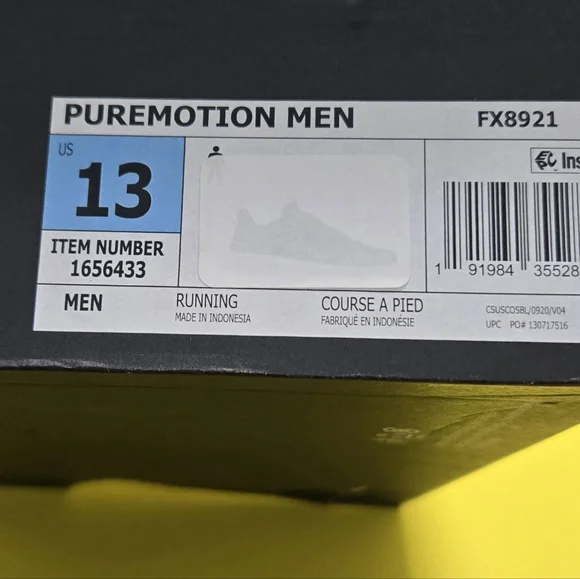 PUREMOTION MEN FX8921
US
13
Ins
ITEM NUMBER
1656433
1 91984 35528
MEN
RUNNING
MADE IN INDONESIA
COURSE A PIED
FABRIQUÉ EN INDONÉSIE
CSUSCOSBL/0920/V04
UPC PO# 130717516